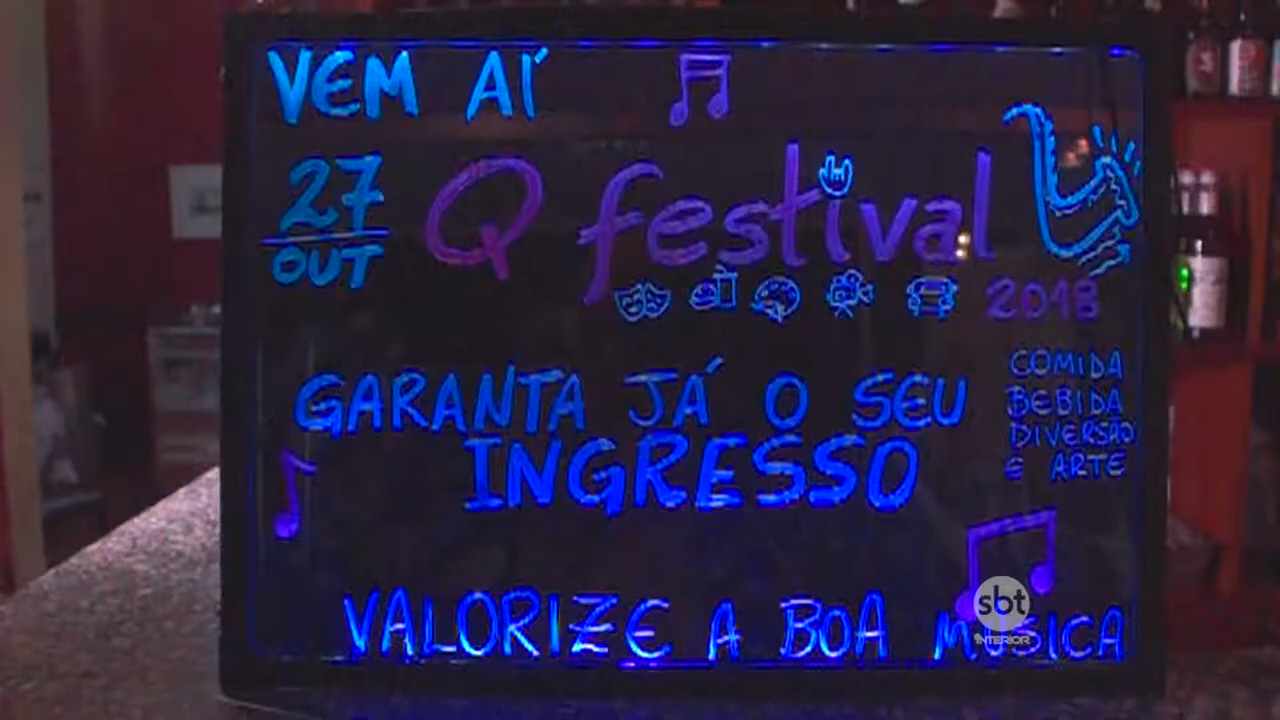 VEM AÍ
27
OUT
Q festival
2018
GARANTA JÁ O SEU
INGRESSO
COMIDA
BEBIDA
DIVERSÃO
E ARTE
VALORIZE A BOA MÚSICA
sbt
INTERIOR